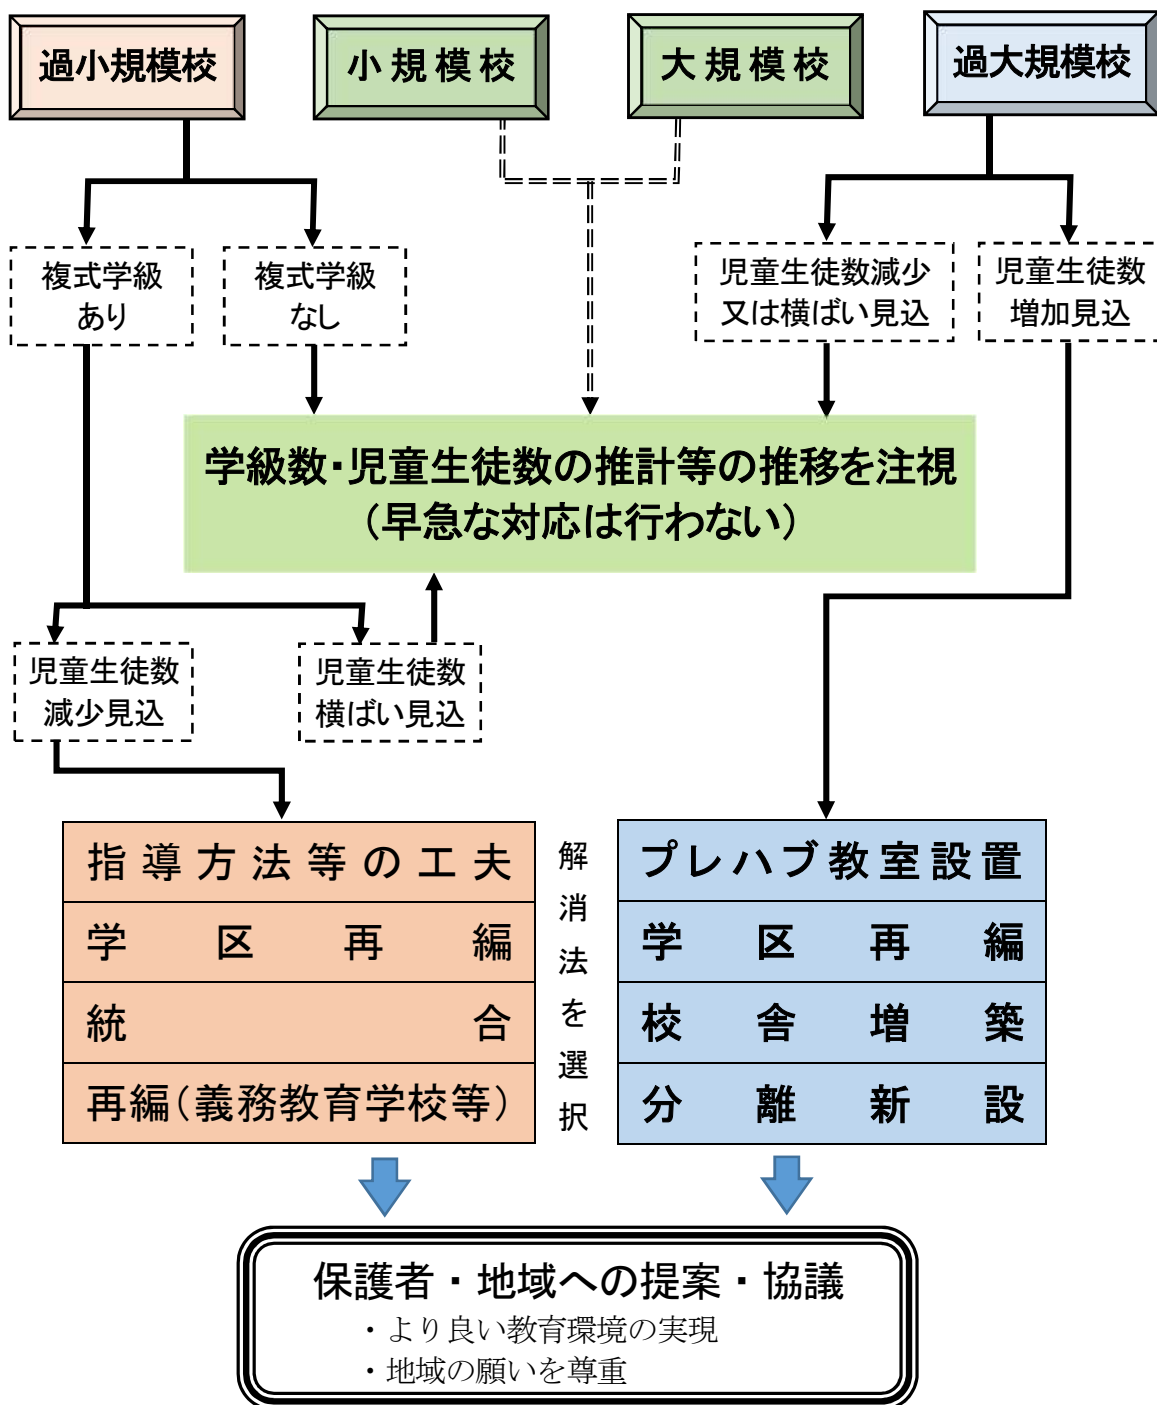 過小規模校
小規模校
大規模校
過大規模校
複式学級
あり
複式学級
なし
児童生徒数減少
又は横ばい見込
児童生徒数
増加見込
学級数・児童生徒数の推計等の推移を注視
（早急な対応は行わない）
児童生徒数
減少見込
児童生徒数
横ばい見込
指導方法等の工夫
学区再編
統合
再編（義務教育学校等）
解消法を選択
プレハブ教室設置
学区再編
校舎増築
分離新設
保護者・地域への提案・協議
・より良い教育環境の実現
・地域の願いを尊重